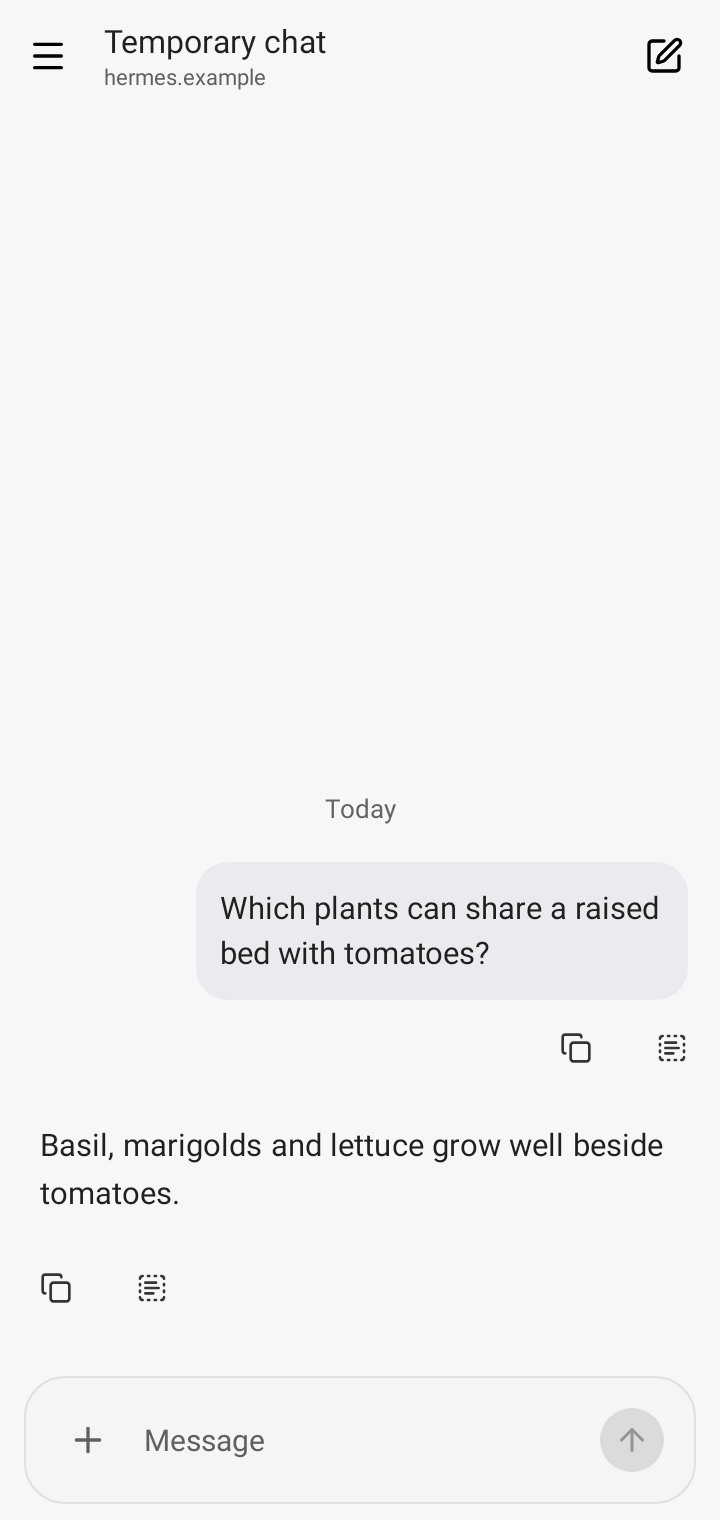 Temporary chat
hermes.example
Today
Which plants can share a raised
bed with tomatoes?
Basil, marigolds and lettuce grow well beside
tomatoes.
Message